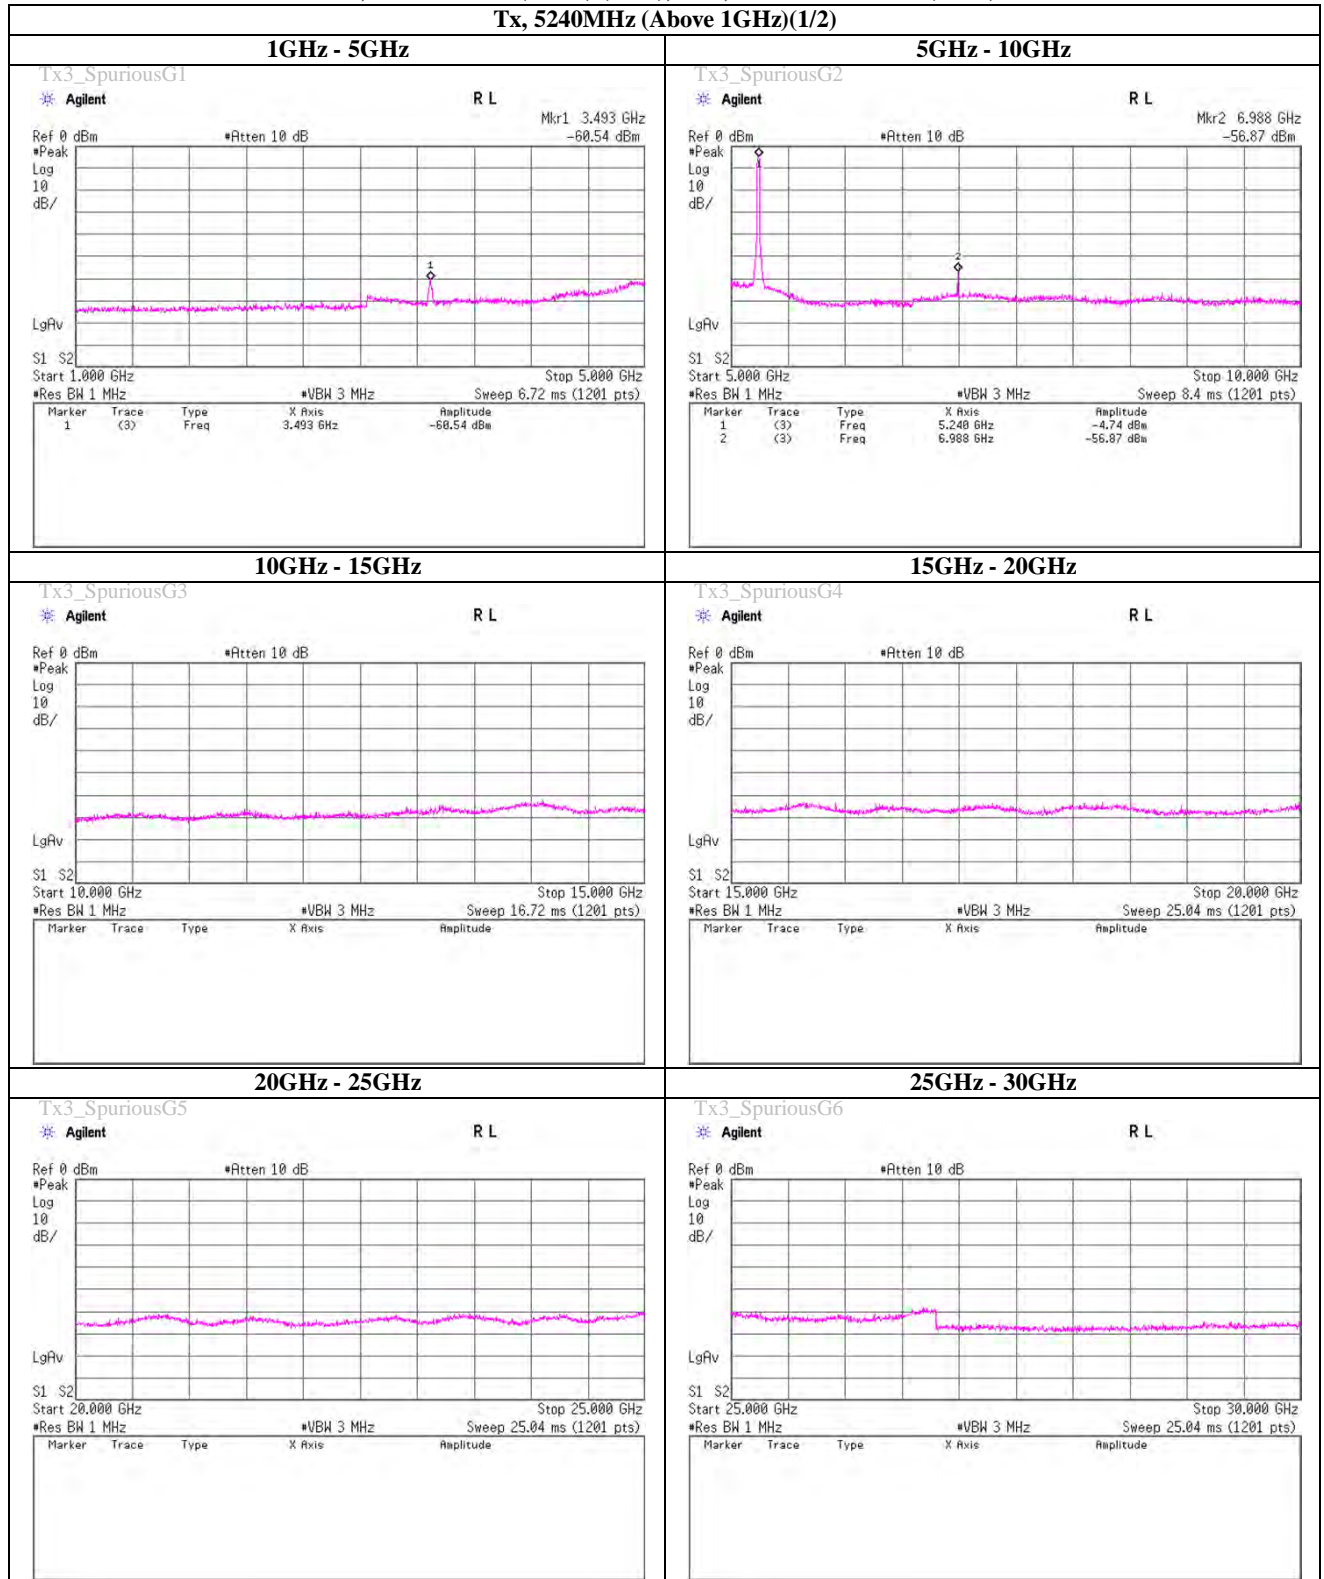 Tx, 5240MHz (Above 1GHz)(1/2)
1GHz - 5GHz
5GHz - 10GHz
Tx3_SpuriousG1
Agilent
R L
Mkr1 3.493 GHz
Ref 0 dBm
#Atten 10 dB
-60.54 dBm
#Peak
Log
10
dB/
1
LgAv
S1 S2
Start 1.000 GHz
Stop 5.000 GHz
#Res BW 1 MHz
#VBW 3 MHz
Sweep 6.72 ms (1201 pts)
Marker Trace Type X Axis Amplitude
1 (3) Freq 3.493 GHz -60.54 dBm
Tx3_SpuriousG2
Agilent
R L
Mkr2 6.988 GHz
Ref 0 dBm
#Atten 10 dB
-56.87 dBm
#Peak
Log
10
dB/
1
2
LgAv
S1 S2
Start 5.000 GHz
Stop 10.000 GHz
#Res BW 1 MHz
#VBW 3 MHz
Sweep 8.4 ms (1201 pts)
Marker Trace Type X Axis Amplitude
1 (3) Freq 5.240 GHz -4.74 dBm
2 (3) Freq 6.988 GHz -56.87 dBm
10GHz - 15GHz
15GHz - 20GHz
Tx3_SpuriousG3
Agilent
R L
Ref 0 dBm
#Atten 10 dB
#Peak
Log
10
dB/
LgAv
S1 S2
Start 10.000 GHz
Stop 15.000 GHz
#Res BW 1 MHz
#VBW 3 MHz
Sweep 16.72 ms (1201 pts)
Marker Trace Type X Axis Amplitude
Tx3_SpuriousG4
Agilent
R L
Ref 0 dBm
#Atten 10 dB
#Peak
Log
10
dB/
LgAv
S1 S2
Start 15.000 GHz
Stop 20.000 GHz
#Res BW 1 MHz
#VBW 3 MHz
Sweep 25.04 ms (1201 pts)
Marker Trace Type X Axis Amplitude
20GHz - 25GHz
25GHz - 30GHz
Tx3_SpuriousG5
Agilent
R L
Ref 0 dBm
#Atten 10 dB
#Peak
Log
10
dB/
LgAv
S1 S2
Start 20.000 GHz
Stop 25.000 GHz
#Res BW 1 MHz
#VBW 3 MHz
Sweep 25.04 ms (1201 pts)
Marker Trace Type X Axis Amplitude
Tx3_SpuriousG6
Agilent
R L
Ref 0 dBm
#Atten 10 dB
#Peak
Log
10
dB/
LgAv
S1 S2
Start 25.000 GHz
Stop 30.000 GHz
#Res BW 1 MHz
#VBW 3 MHz
Sweep 25.04 ms (1201 pts)
Marker Trace Type X Axis Amplitude